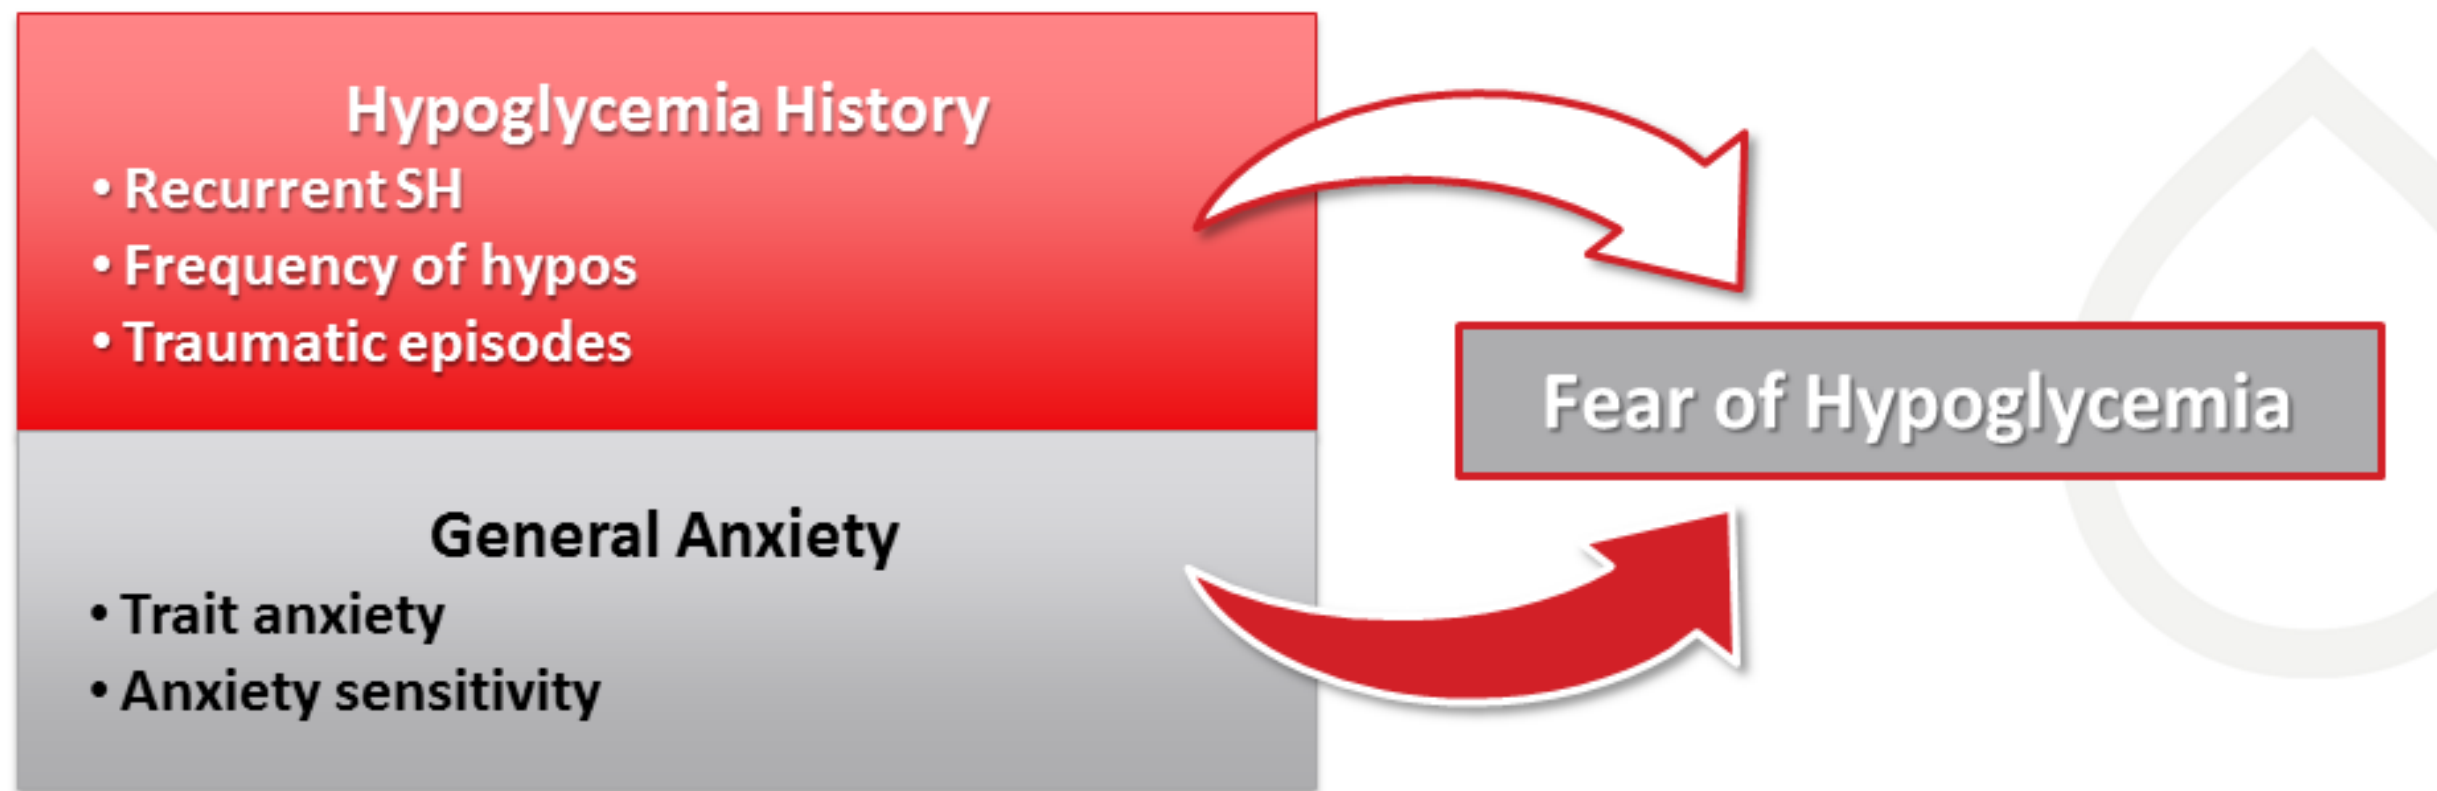 Hypoglycemia History
• Recurrent SH
• Frequency of hypos
• Traumatic episodes
Fear of Hypoglycemia
General Anxiety
• Trait anxiety
• Anxiety sensitivity